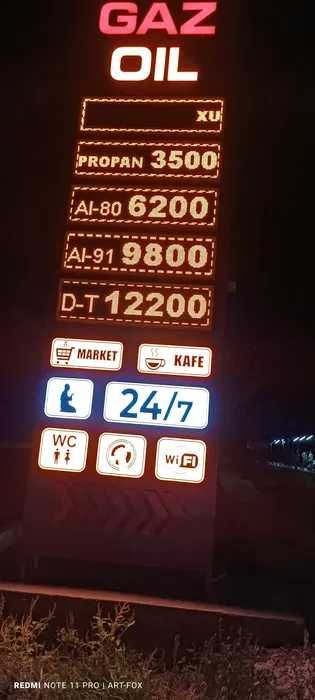 GAZ
OIL
XU
PROPAN 3500
AI-80 6200
AI-91 9800
D-T 12200
MARKET
KAFE
24/7
WC
WiFi
REDMI NOTE 11 PRO | ART-FOX